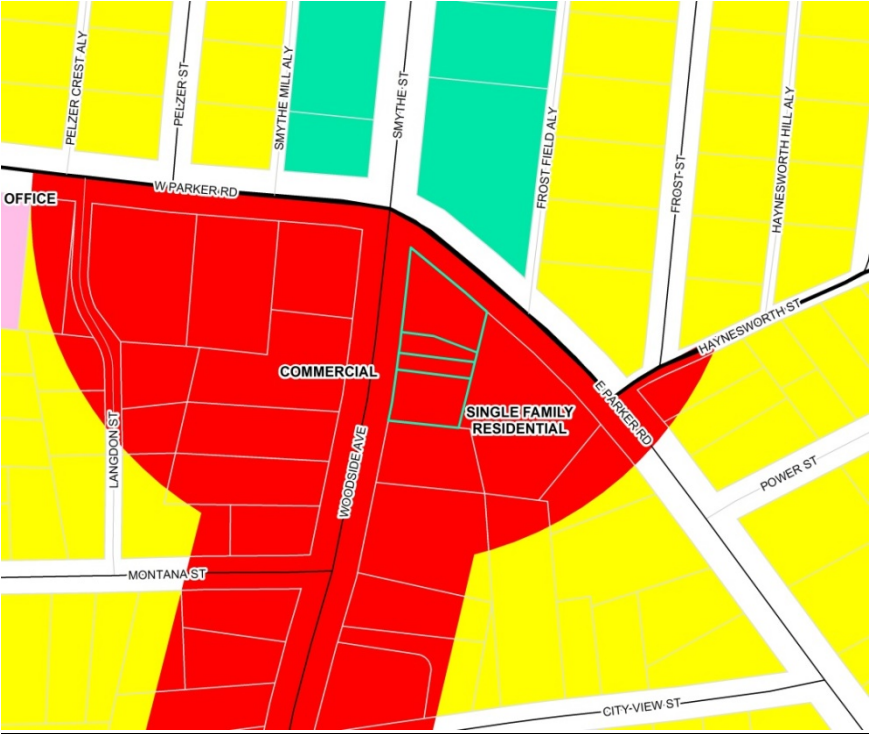 PELZER CREST ALY
PELZER ST
SMYTHE MILL ALY
SMYTHE ST
FROST FIELD ALY
FROST ST
HAYNESWORTH HILL ALY
OFFICE
W PARKER RD
HAYNESWORTH ST
COMMERCIAL
SINGLE FAMILY
RESIDENTIAL
E PARKER RD
LANGDON ST
WOODSIDE AVE
POWER ST
MONTANA ST
CITY-VIEW ST